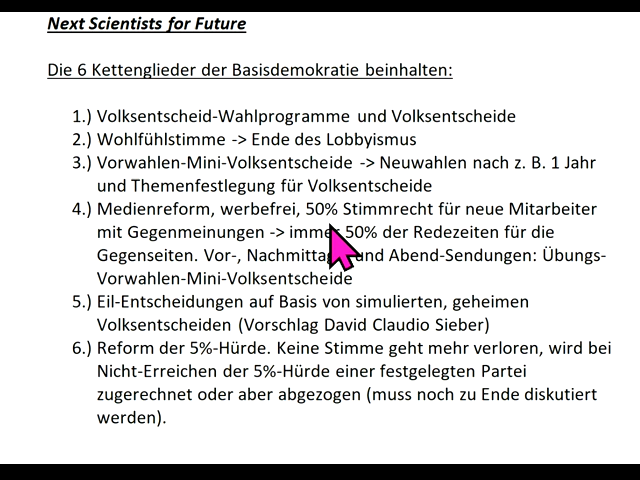 Next Scientists for Future
Die 6 Kettenglieder der Basisdemokratie beinhalten:
1.) Volksentscheid-Wahlprogramme und Volksentscheide
2.) Wohlfühlstimme -> Ende des Lobbyismus
3.) Vorwahlen-Mini-Volksentscheide -> Neuwahlen nach z. B. 1 Jahr
und Themenfestlegung für Volksentscheide
4.) Medienreform, werbefrei, 50% Stimmrecht für neue Mitarbeiter
mit Gegenmeinungen -> immer 50% der Redezeiten für die
Gegenseiten. Vor-, Nachmittags- und Abend-Sendungen: Übungs-
Vorwahlen-Mini-Volksentscheide
5.) Eil-Entscheidungen auf Basis von simulierten, geheimen
Volksentscheiden (Vorschlag David Claudio Sieber)
6.) Reform der 5%-Hürde. Keine Stimme geht mehr verloren, wird bei
Nicht-Erreichen der 5%-Hürde einer festgelegten Partei
zugerechnet oder aber abgezogen (muss noch zu Ende diskutiert
werden).